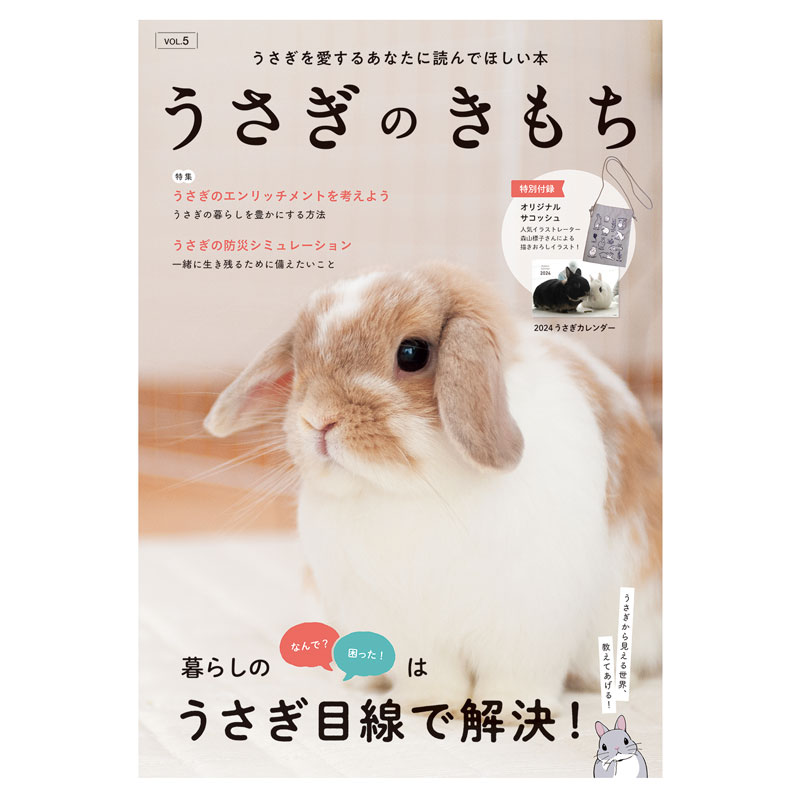 VOL.5
うさぎを愛するあなたに読んでほしい本
うさぎのきもち
特集
うさぎのエンリッチメントを考えよう
うさぎの暮らしを豊かにする方法
うさぎの防災シミュレーション
一緒に生き残るために備えたいこと
特別付録
オリジナル
サコッシュ
人気イラストレーター
森山標子さんによる
描きおろしイラスト！
2024
2024うさぎカレンダー
なんで？
困った！
暮らしの
は
うさぎ目線で解決！
うさぎから見える世界、
教えてあげる！